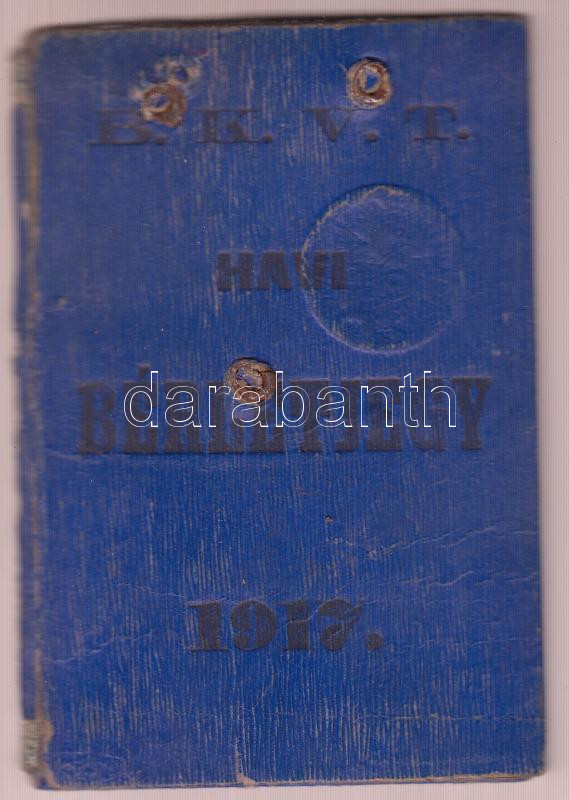 B. K. V. T.
HAVI
BÉRLETJEGY
darabanth
1917.